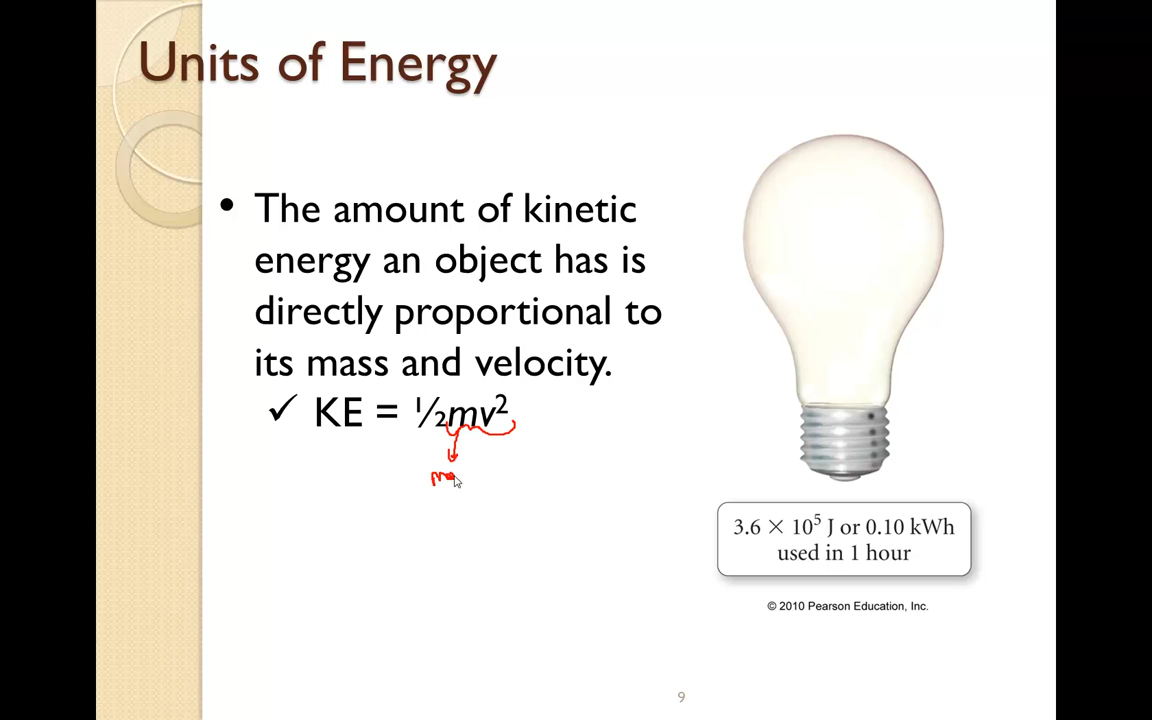 Units of Energy
• The amount of kinetic
energy an object has is
directly proportional to
its mass and velocity.
✓ KE = ½mv²
3.6 × 10⁵ J or 0.10 kWh
used in 1 hour
© 2010 Pearson Education, Inc.
9